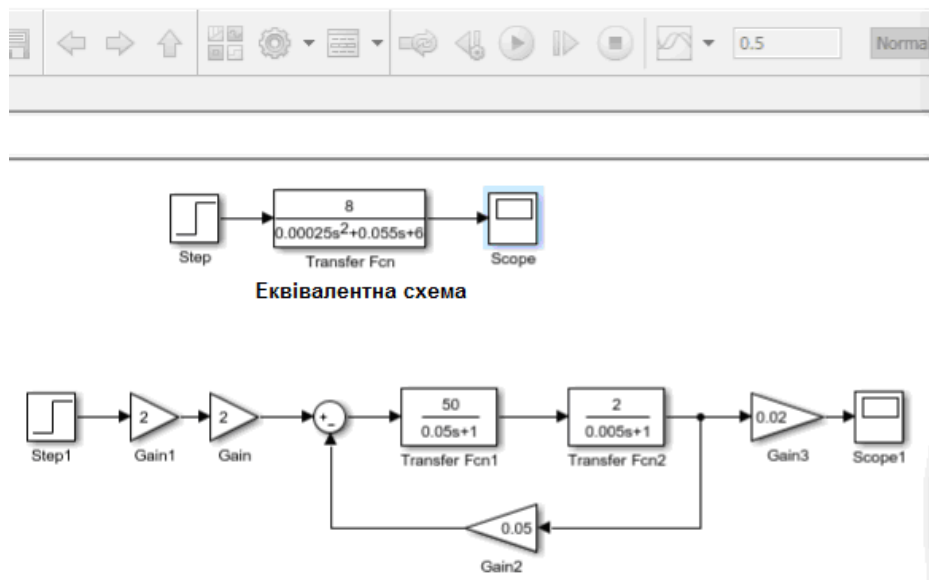 0.5 Norma
8
0.00025s²+0.055s+6
Step Transfer Fcn Scope
Еквівалентна схема
2 2 + - 50 2 0.02
0.05s+1 0.005s+1
Step1 Gain1 Gain Transfer Fcn1 Transfer Fcn2 Gain3 Scope1
0.05
Gain2